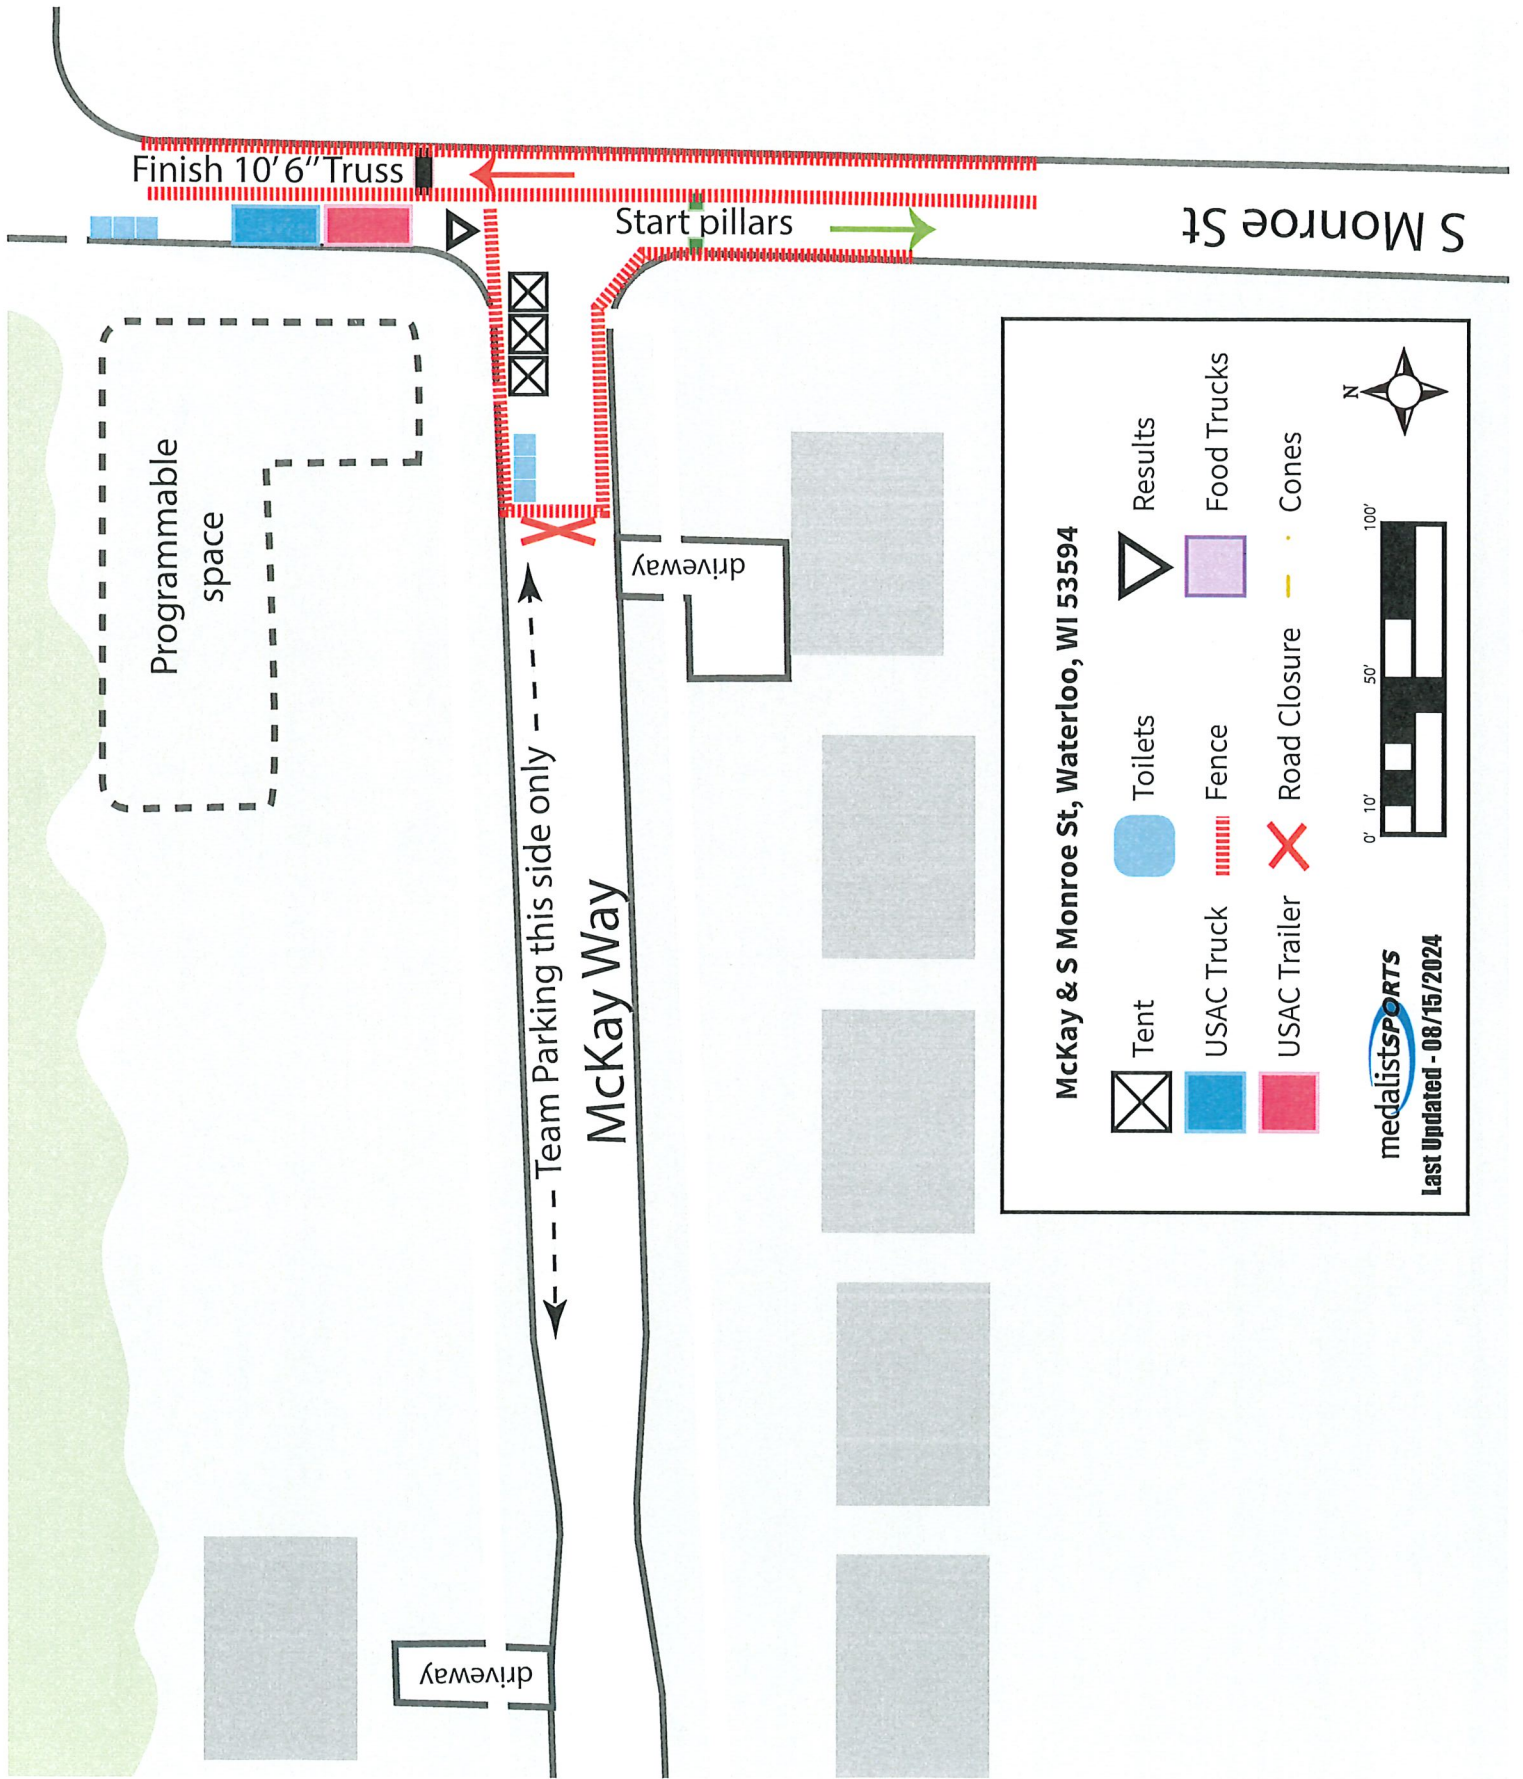 Finish 10'6" Truss
Start pillars
S Monroe St
Programmable
space
driveway
Team Parking this side only
McKay Way
driveway
McKay & S Monroe St, Waterloo, WI 53594
Tent
Toilets
Results
USAC Truck
Fence
Food Trucks
USAC Trailer
Road Closure
Cones
medalistSPORTS
Last Updated - 08/15/2024
0' 10' 50' 100'
N